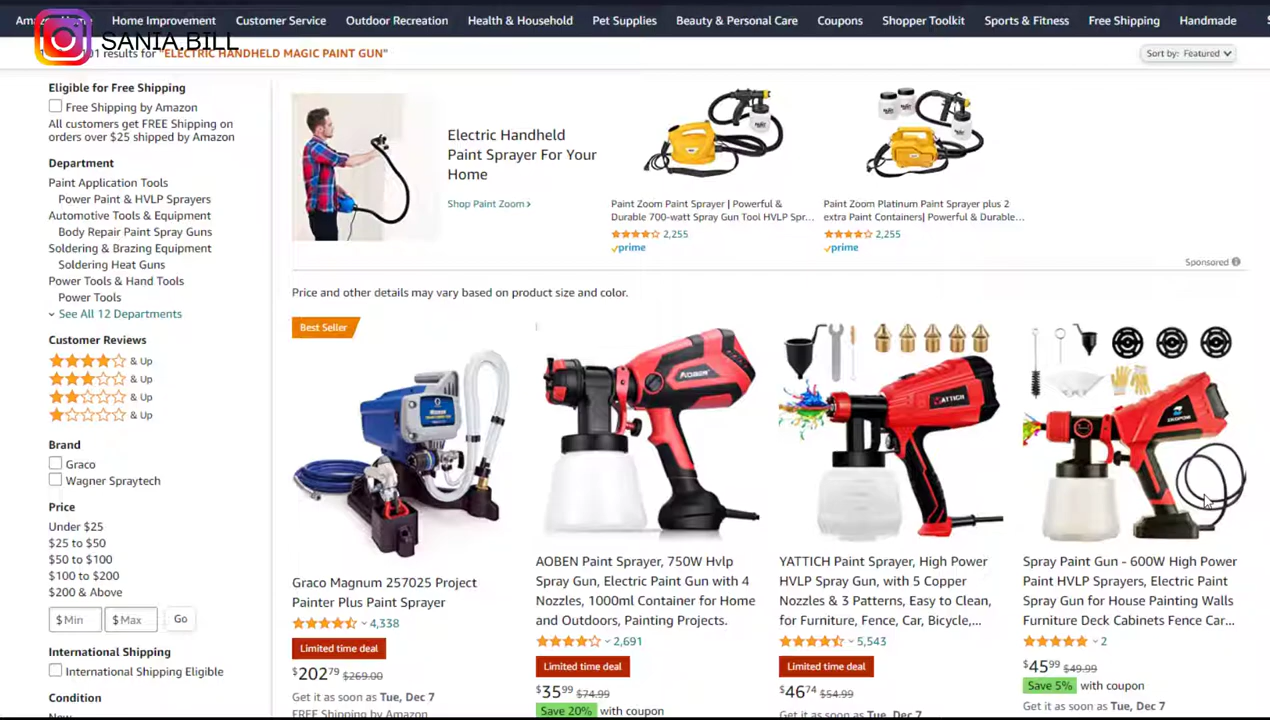 Home Improvement
Customer Service
Outdoor Recreation
Health & Household
Pet Supplies
Beauty & Personal Care
Coupons
Shopper Toolkit
Sports & Fitness
Free Shipping
Handmade
SANIA.BILL
results for "ELECTRIC HANDHELD MAGIC PAINT GUN"
Sort by: Featured
Eligible for Free Shipping
Free Shipping by Amazon
All customers get FREE Shipping on
orders over $25 shipped by Amazon
Department
Paint Application Tools
Power Paint & HVLP Sprayers
Automotive Tools & Equipment
Body Repair Paint Spray Guns
Soldering & Brazing Equipment
Soldering Heat Guns
Power Tools & Hand Tools
Power Tools
See All 12 Departments
Customer Reviews
& Up
& Up
& Up
& Up
Brand
Graco
Wagner Spraytech
Price
Under $25
$25 to $50
$50 to $100
$100 to $200
$200 & Above
$ Min
$ Max
Go
International Shipping
International Shipping Eligible
Condition
New
Electric Handheld
Paint Sprayer For Your
Home
Shop Paint Zoom ›
Paint Zoom Paint Sprayer | Powerful &
Durable 700-watt Spray Gun Tool HVLP Spr...
2,255
prime
Paint Zoom Platinum Paint Sprayer plus 2
extra Paint Containers| Powerful & Durable...
2,255
prime
Sponsored
Price and other details may vary based on product size and color.
Best Seller
Graco Magnum 257025 Project
Painter Plus Paint Sprayer
4,338
Limited time deal
$202.79 $269.00
Get it as soon as Tue, Dec 7
FREE Shipping by Amazon
AOBEN
AOBEN Paint Sprayer, 750W Hvlp
Spray Gun, Electric Paint Gun with 4
Nozzles, 1000ml Container for Home
and Outdoors, Painting Projects.
2,691
Limited time deal
$35.99 $74.99
Save 20% with coupon
YATTICH
YATTICH Paint Sprayer, High Power
HVLP Spray Gun, with 5 Copper
Nozzles & 3 Patterns, Easy to Clean,
for Furniture, Fence, Car, Bicycle,...
5,543
Limited time deal
$46.74 $54.99
Get it as soon as Tue, Dec 7
Spray Paint Gun - 600W High Power
Paint HVLP Sprayers, Electric Paint
Spray Gun for House Painting Walls
Furniture Deck Cabinets Fence Car...
2
$45.99 $49.99
Save 5% with coupon
Get it as soon as Tue, Dec 7